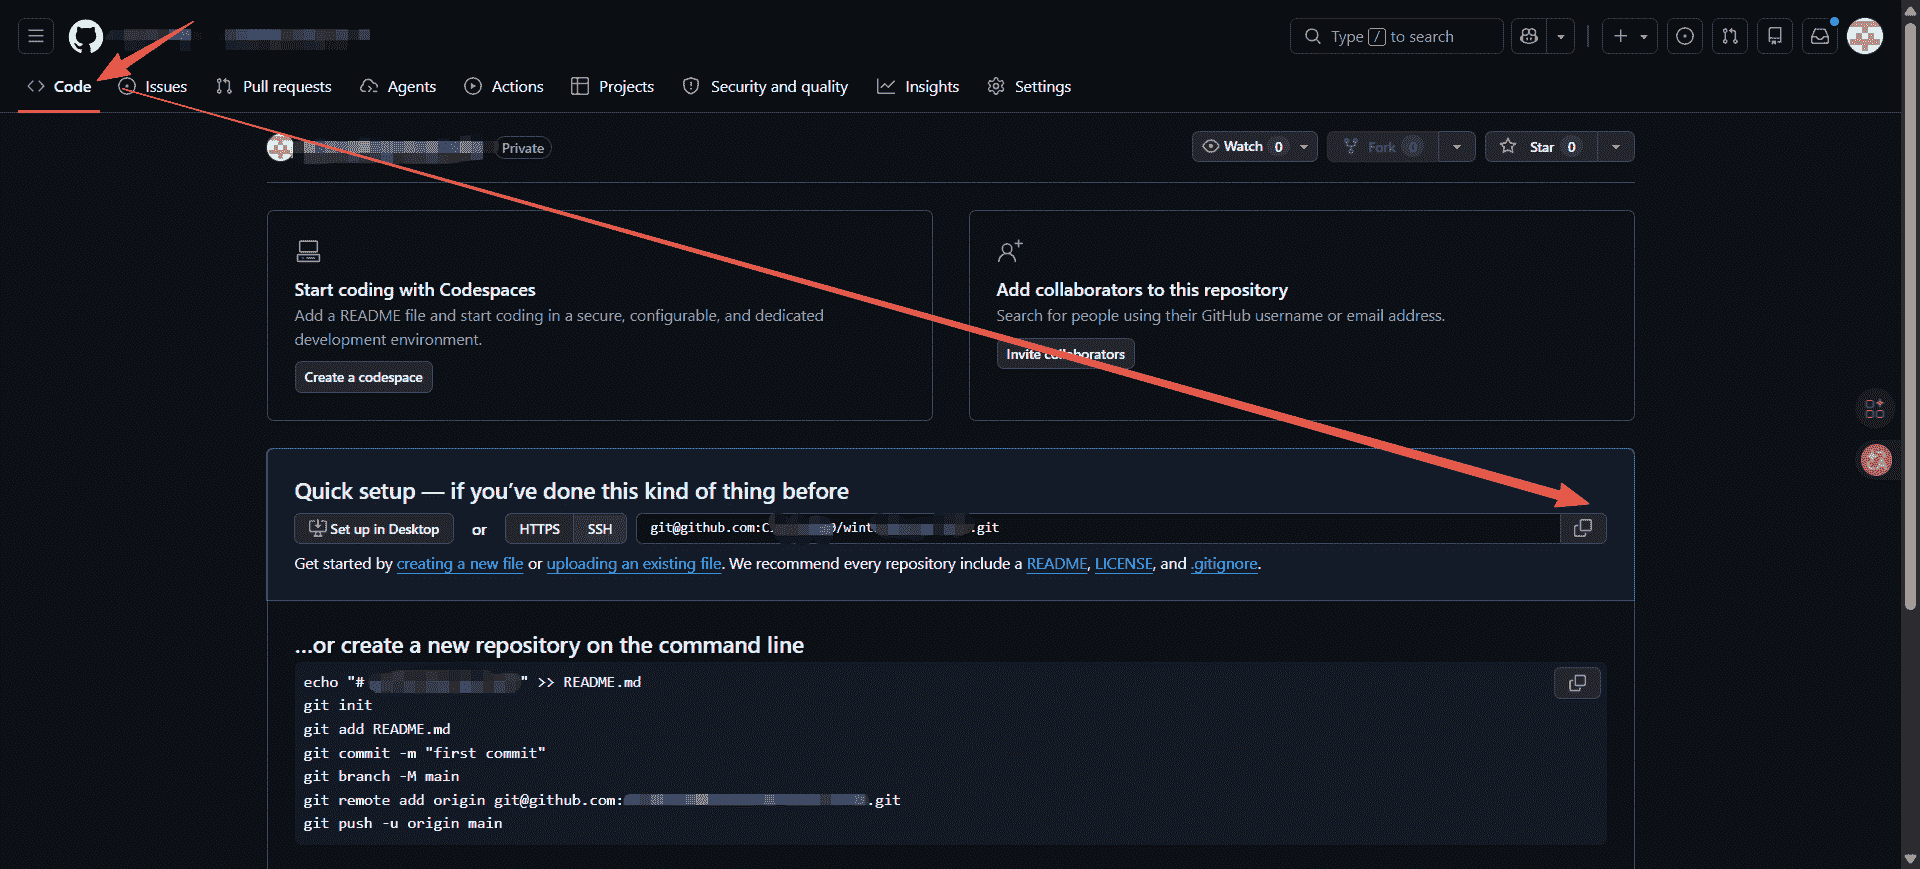 Type / to search
Code Issues Pull requests Agents Actions Projects Security and quality Insights Settings
Private
Watch 0 Fork 0 Star 0
Start coding with Codespaces
Add a README file and start coding in a secure, configurable, and dedicated
development environment.
Create a codespace
Add collaborators to this repository
Search for people using their GitHub username or email address.
Invite collaborators
Quick setup — if you’ve done this kind of thing before
Set up in Desktop or HTTPS SSH git@github.com:C 9/wint .git
Get started by creating a new file or uploading an existing file. We recommend every repository include a README, LICENSE, and .gitignore.
…or create a new repository on the command line
echo "# " >> README.md
git init
git add README.md
git commit -m "first commit"
git branch -M main
git remote add origin git@github.com: .git
git push -u origin main